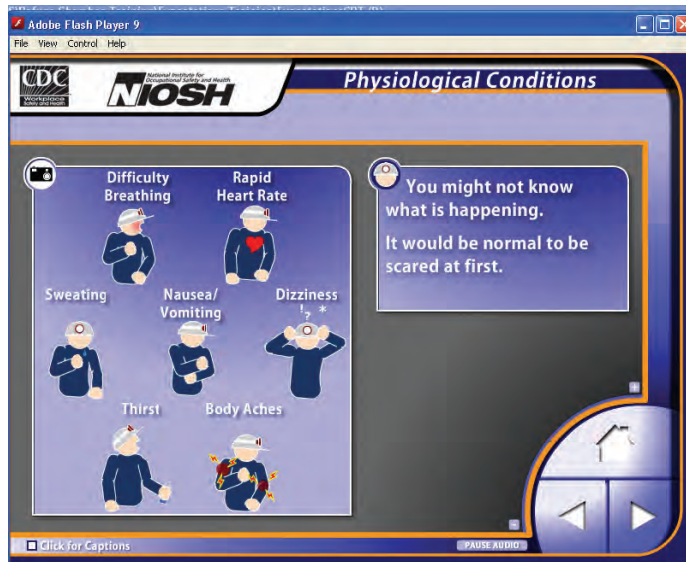 Adobe Flash Player 9
File View Control Help
CDC
Workplace
Safety and Health
National Institute for
Occupational Safety and Health
NIOSH
Physiological Conditions
Difficulty
Breathing
Rapid
Heart Rate
Sweating
Nausea/
Vomiting
Dizziness
! ? *
Thirst
Body Aches
You might not know
what is happening.
It would be normal to be
scared at first.
Click for Captions
PAUSE AUDIO